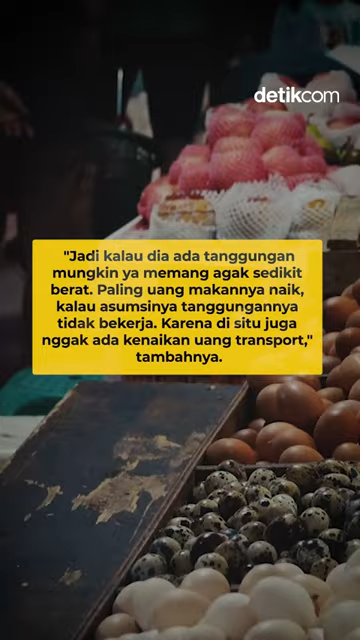 detikcom
"Jadi kalau dia ada tanggungan
mungkin ya memang agak sedikit
berat. Paling uang makannya naik,
kalau asumsinya tanggungannya
tidak bekerja. Karena di situ juga
nggak ada kenaikan uang transport,"
tambahnya.